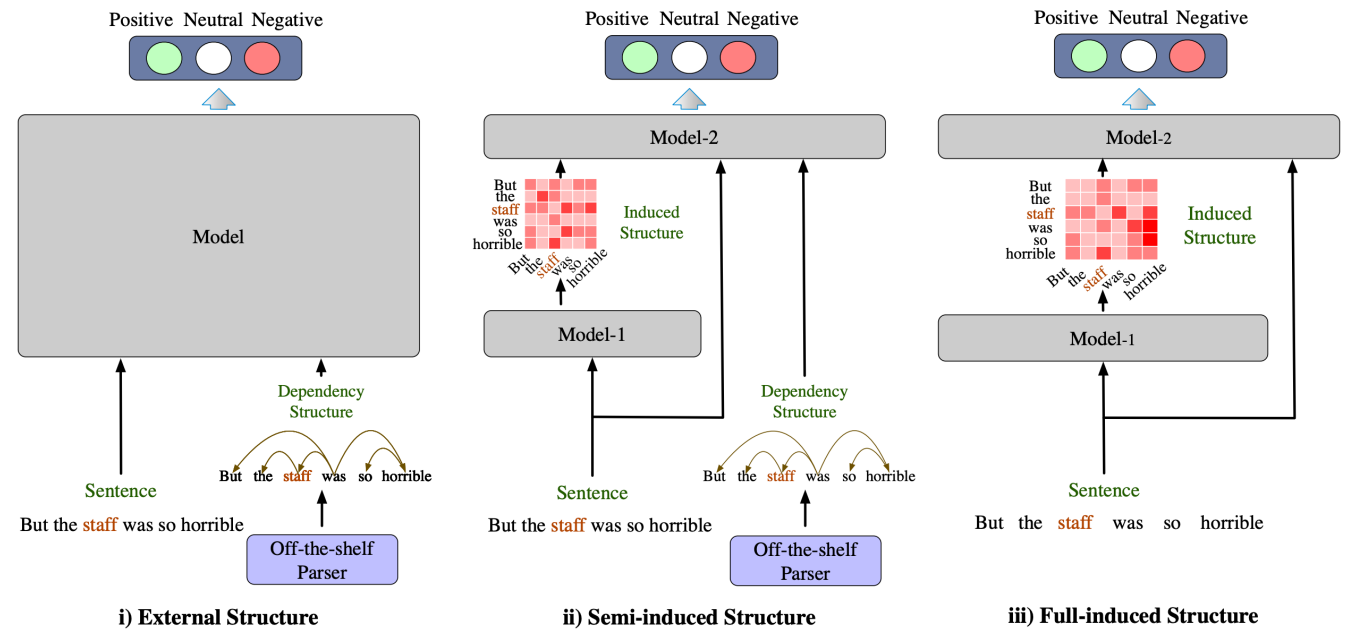 Positive Neutral Negative
Model
Dependency
Structure
But the staff was so horrible
Sentence
But the staff was so horrible
Off-the-shelf
Parser
i) External Structure
Positive Neutral Negative
Model-2
But
the
staff
was
so
horrible
Induced
Structure
But the staff was so horrible
Model-1
Dependency
Structure
But the staff was so horrible
Sentence
But the staff was so horrible
Off-the-shelf
Parser
ii) Semi-induced Structure
Positive Neutral Negative
Model-2
But
the
staff
was
so
horrible
Induced
Structure
But the staff was so horrible
Model-1
Sentence
But the staff was so horrible
iii) Full-induced Structure